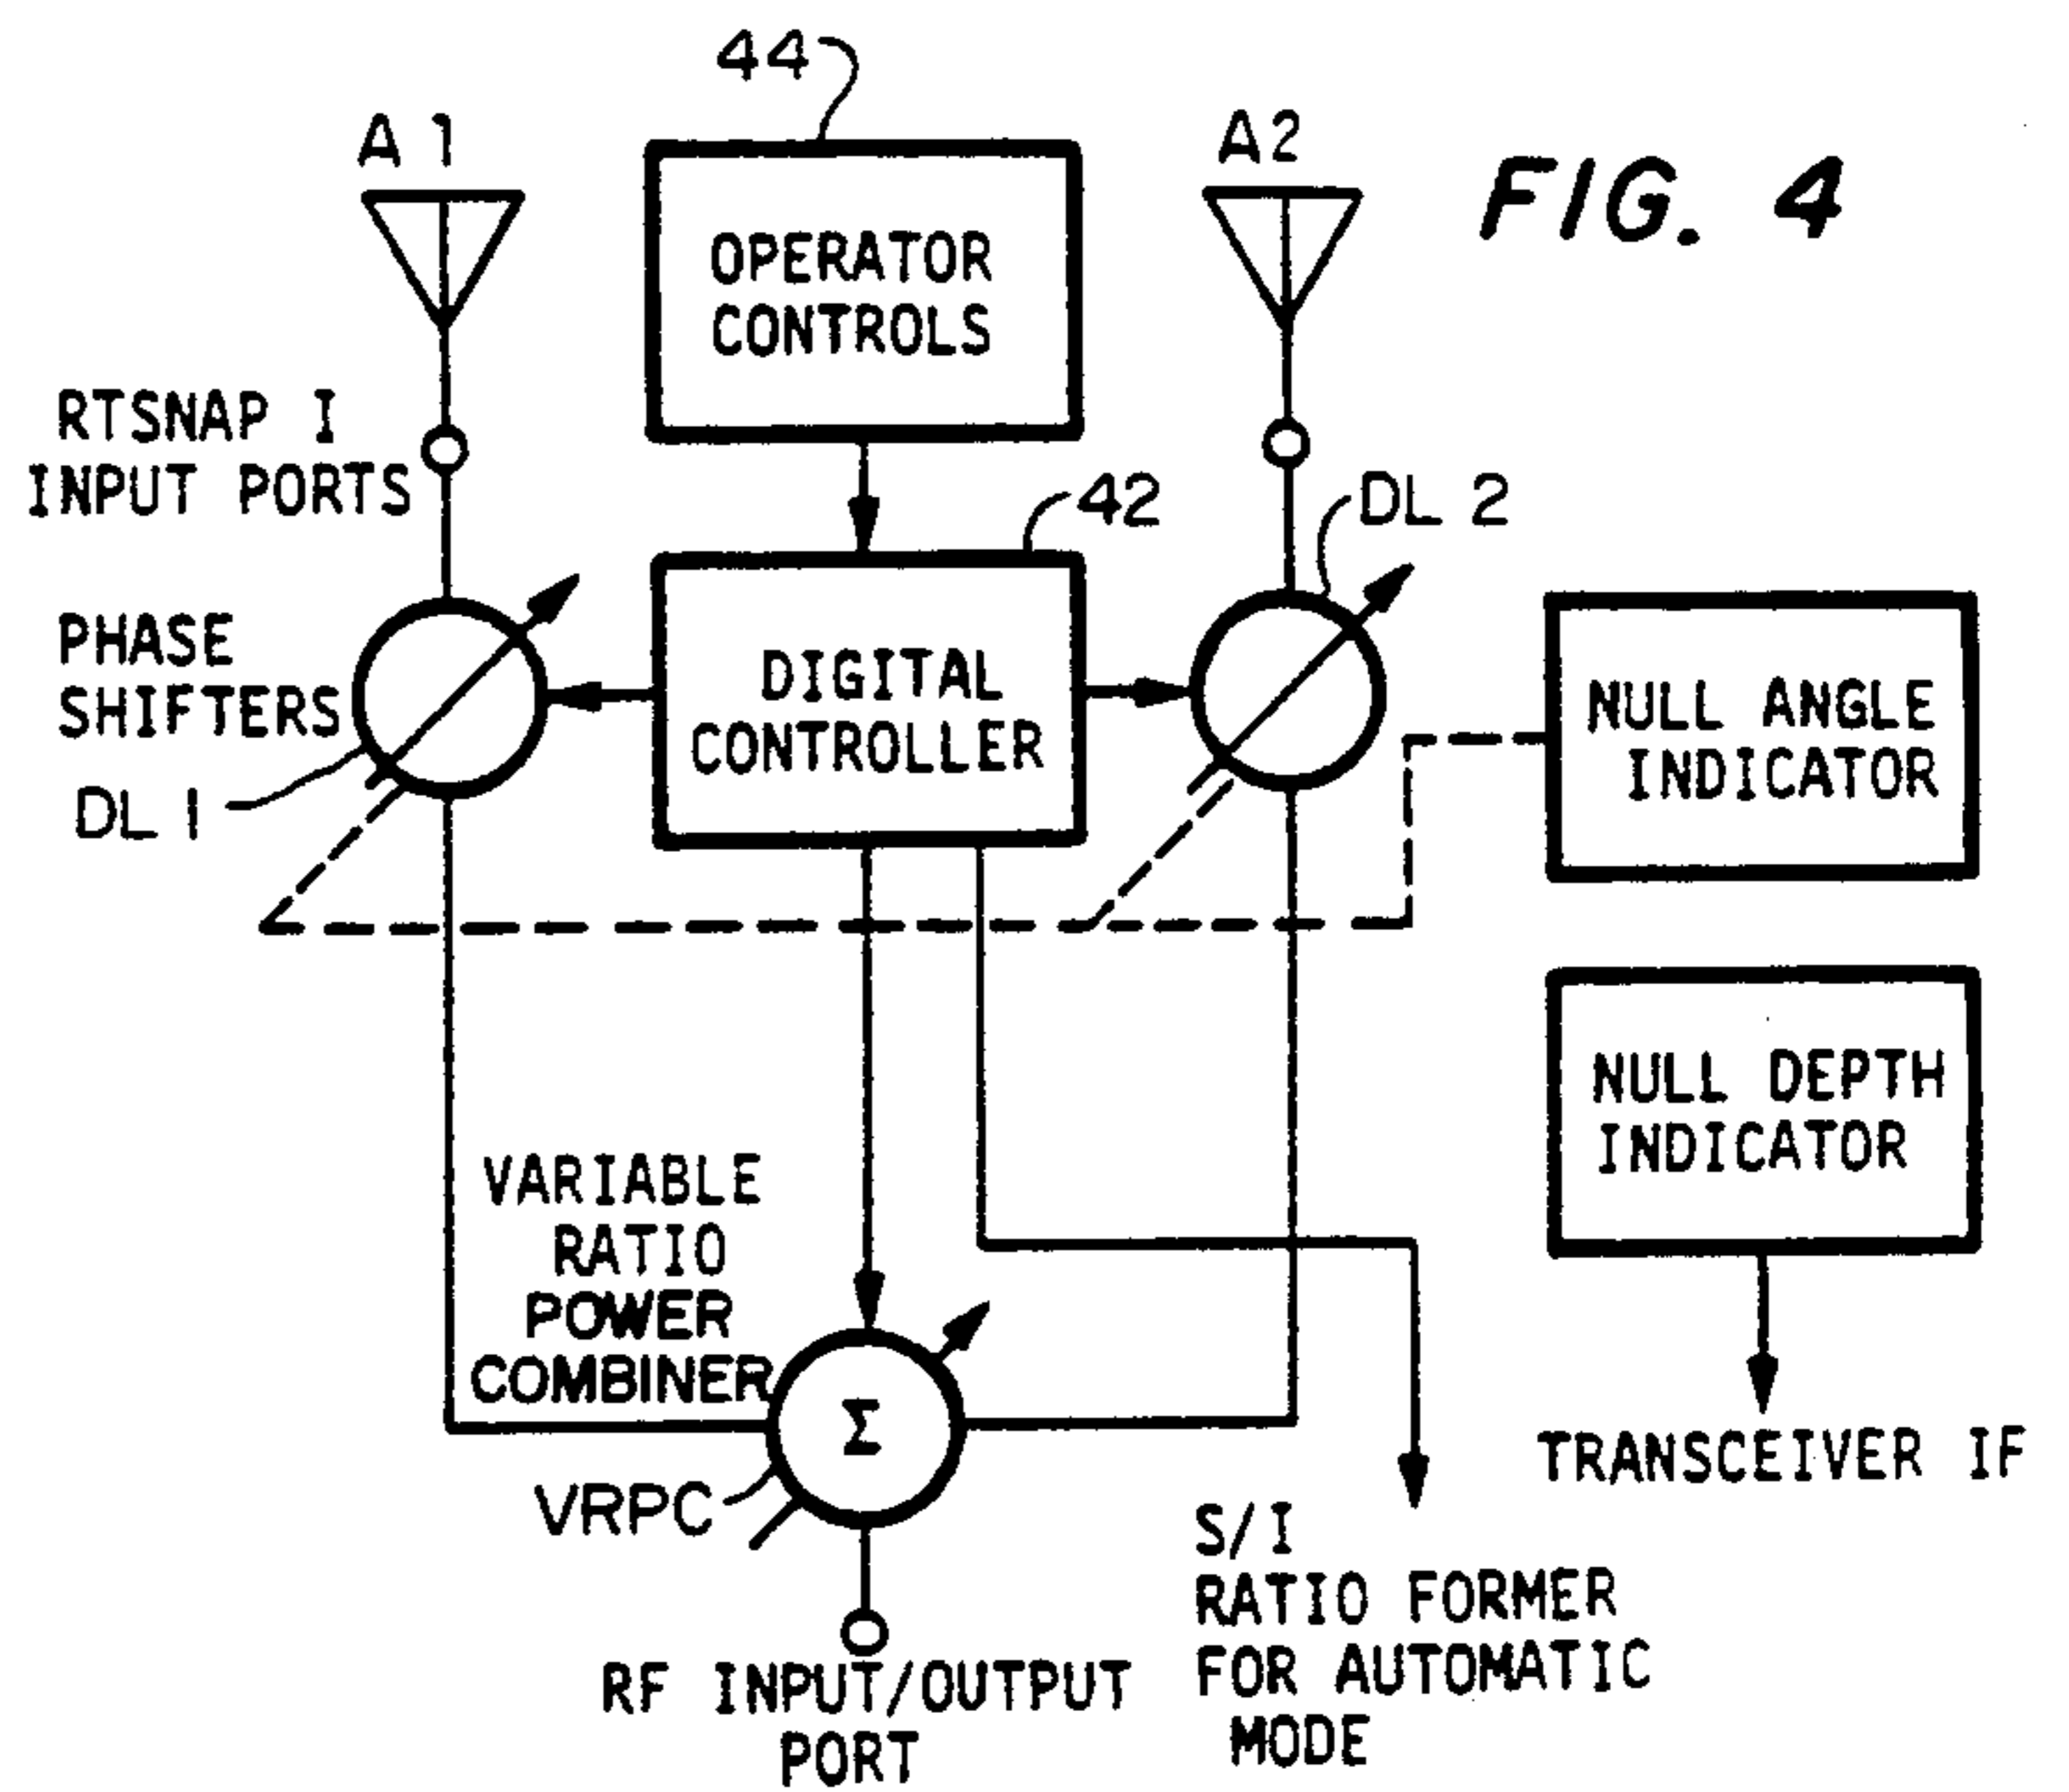 44
A1
A2
FIG. 4
OPERATOR
CONTROLS
RTSNAP I
INPUT PORTS
42
DL 2
PHASE
SHIFTERS
DIGITAL
CONTROLLER
NULL ANGLE
INDICATOR
DL 1
NULL DEPTH
INDICATOR
VARIABLE
RATIO
POWER
COMBINER
Σ
VRPC
TRANSCEIVER IF
S/I
RATIO FORMER
FOR AUTOMATIC
MODE
RF INPUT/OUTPUT
PORT